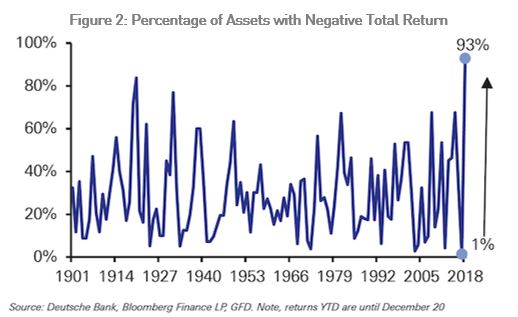 Figure 2: Percentage of Assets with Negative Total Return
93%
100%
80%
60%
40%
20%
0%
1%
1901 1914 1927 1940 1953 1966 1979 1992 2005 2018
Source: Deutsche Bank, Bloomberg Finance LP, GFD. Note, returns YTD are until December 20